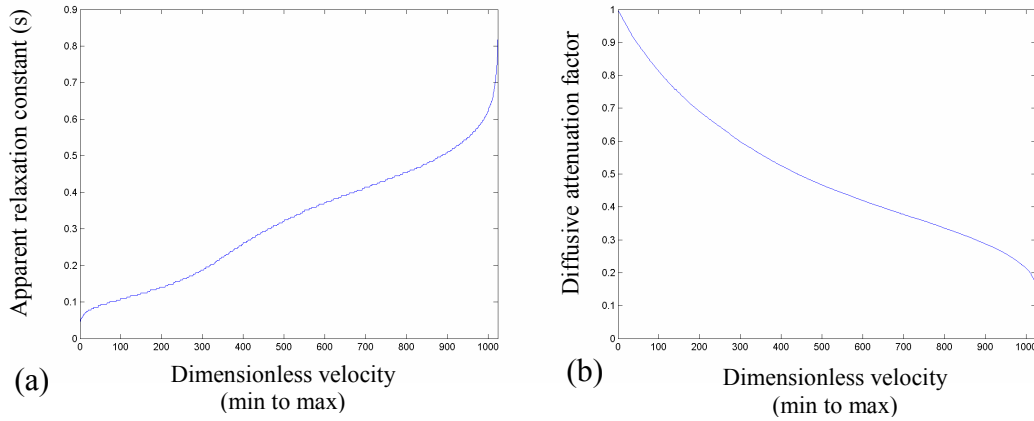 Apparent relaxation constant (s)
0.9
0.8
0.7
0.6
0.5
0.4
0.3
0.2
0.1
0
0 100 200 300 400 500 600 700 800 900 1000
Dimensionless velocity
(min to max)
(a)
Diffusive attenuation factor
1
0.9
0.8
0.7
0.6
0.5
0.4
0.3
0.2
0.1
0
0 100 200 300 400 500 600 700 800 900 1000
Dimensionless velocity
(min to max)
(b)